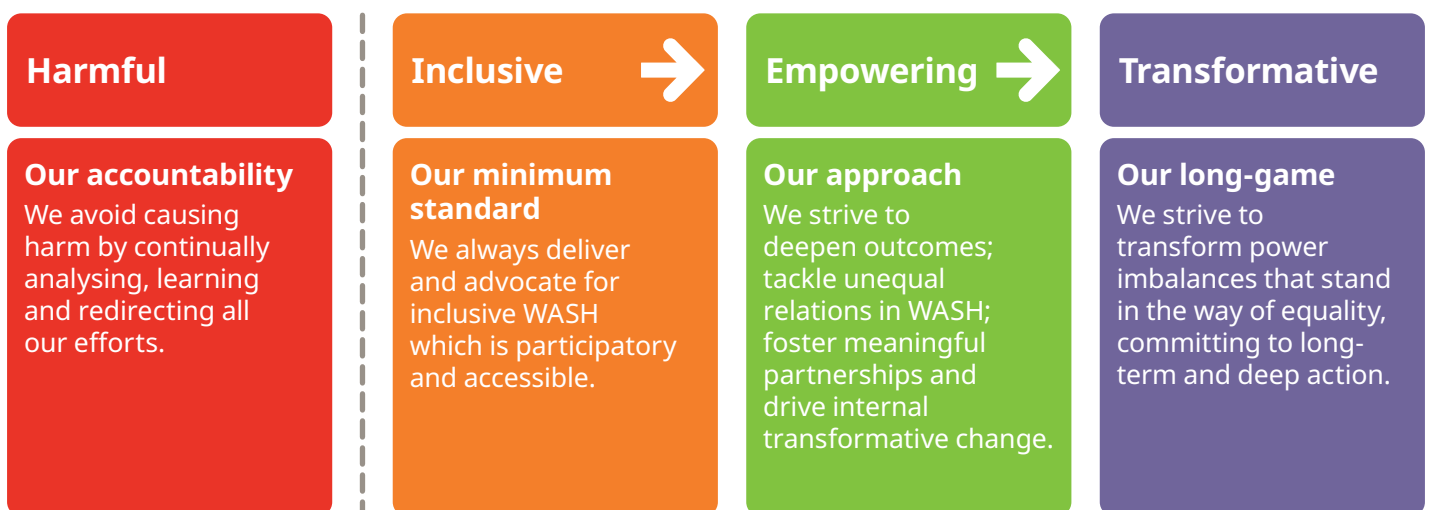 Harmful
Our accountability
We avoid causing
harm by continually
analysing, learning
and redirecting all
our efforts.
Inclusive
Our minimum
standard
We always deliver
and advocate for
inclusive WASH
which is participatory
and accessible.
Empowering
Our approach
We strive to
deepen outcomes;
tackle unequal
relations in WASH;
foster meaningful
partnerships and
drive internal
transformative change.
Transformative
Our long-game
We strive to
transform power
imbalances that stand
in the way of equality,
committing to long-
term and deep action.